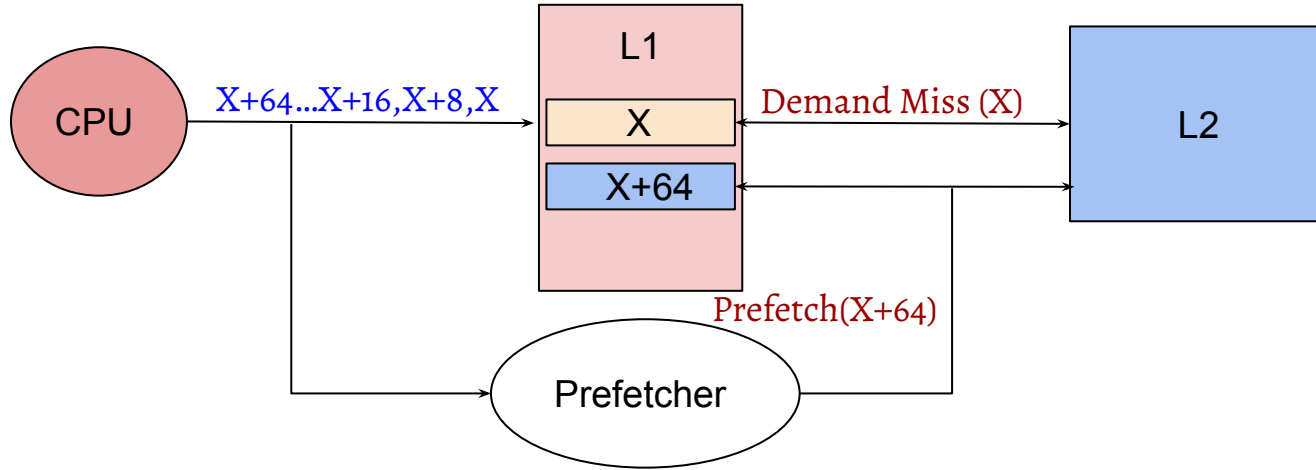 L1
CPU
X+64...X+16,X+8,X
X
Demand Miss (X)
L2
X+64
Prefetch(X+64)
Prefetcher